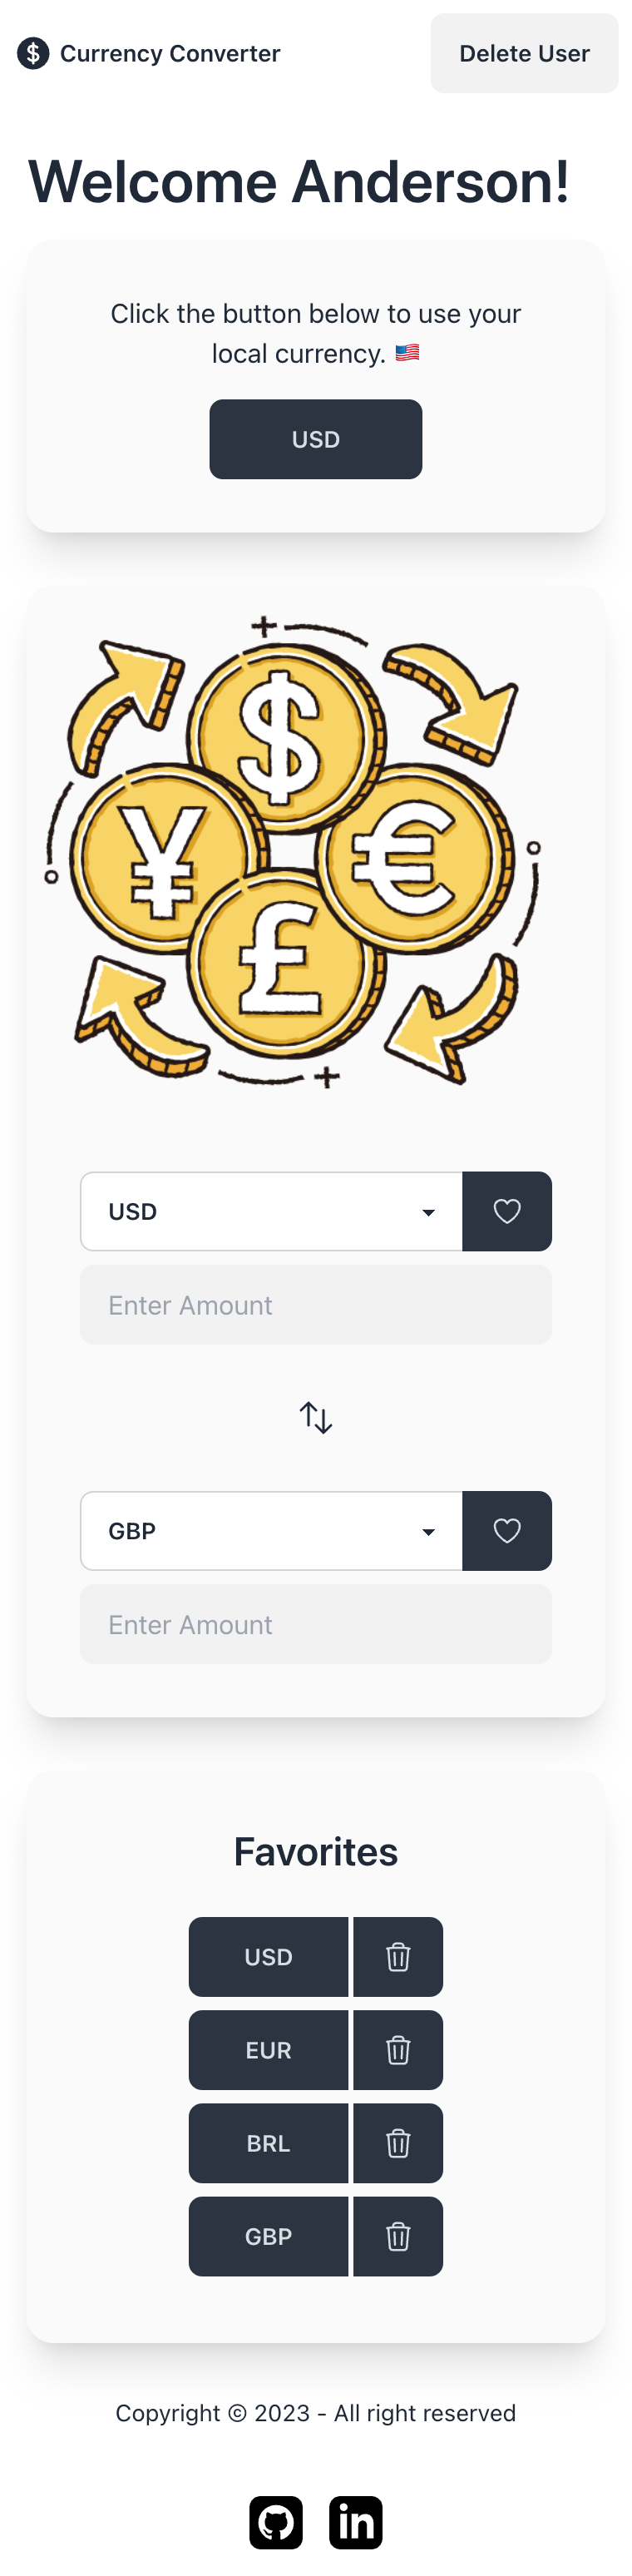 $ Currency Converter
Delete User
Welcome Anderson!
Click the button below to use your
local currency. 🇺🇸
USD
$
¥
€
£
USD
Enter Amount
GBP
Enter Amount
Favorites
USD
EUR
BRL
GBP
Copyright © 2023 - All right reserved
in